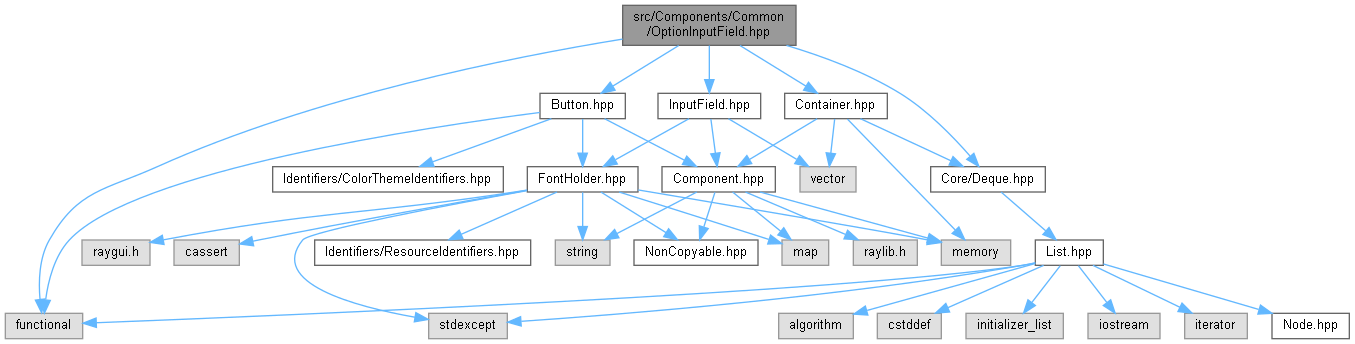 src/Components/Common
/OptionInputField.hpp
Button.hpp
InputField.hpp
Container.hpp
Identifiers/ColorThemeIdentifiers.hpp
FontHolder.hpp
Component.hpp
vector
Core/Deque.hpp
raygui.h
cassert
Identifiers/ResourceIdentifiers.hpp
string
NonCopyable.hpp
map
raylib.h
memory
List.hpp
functional
stdexcept
algorithm
cstddef
initializer_list
iostream
iterator
Node.hpp